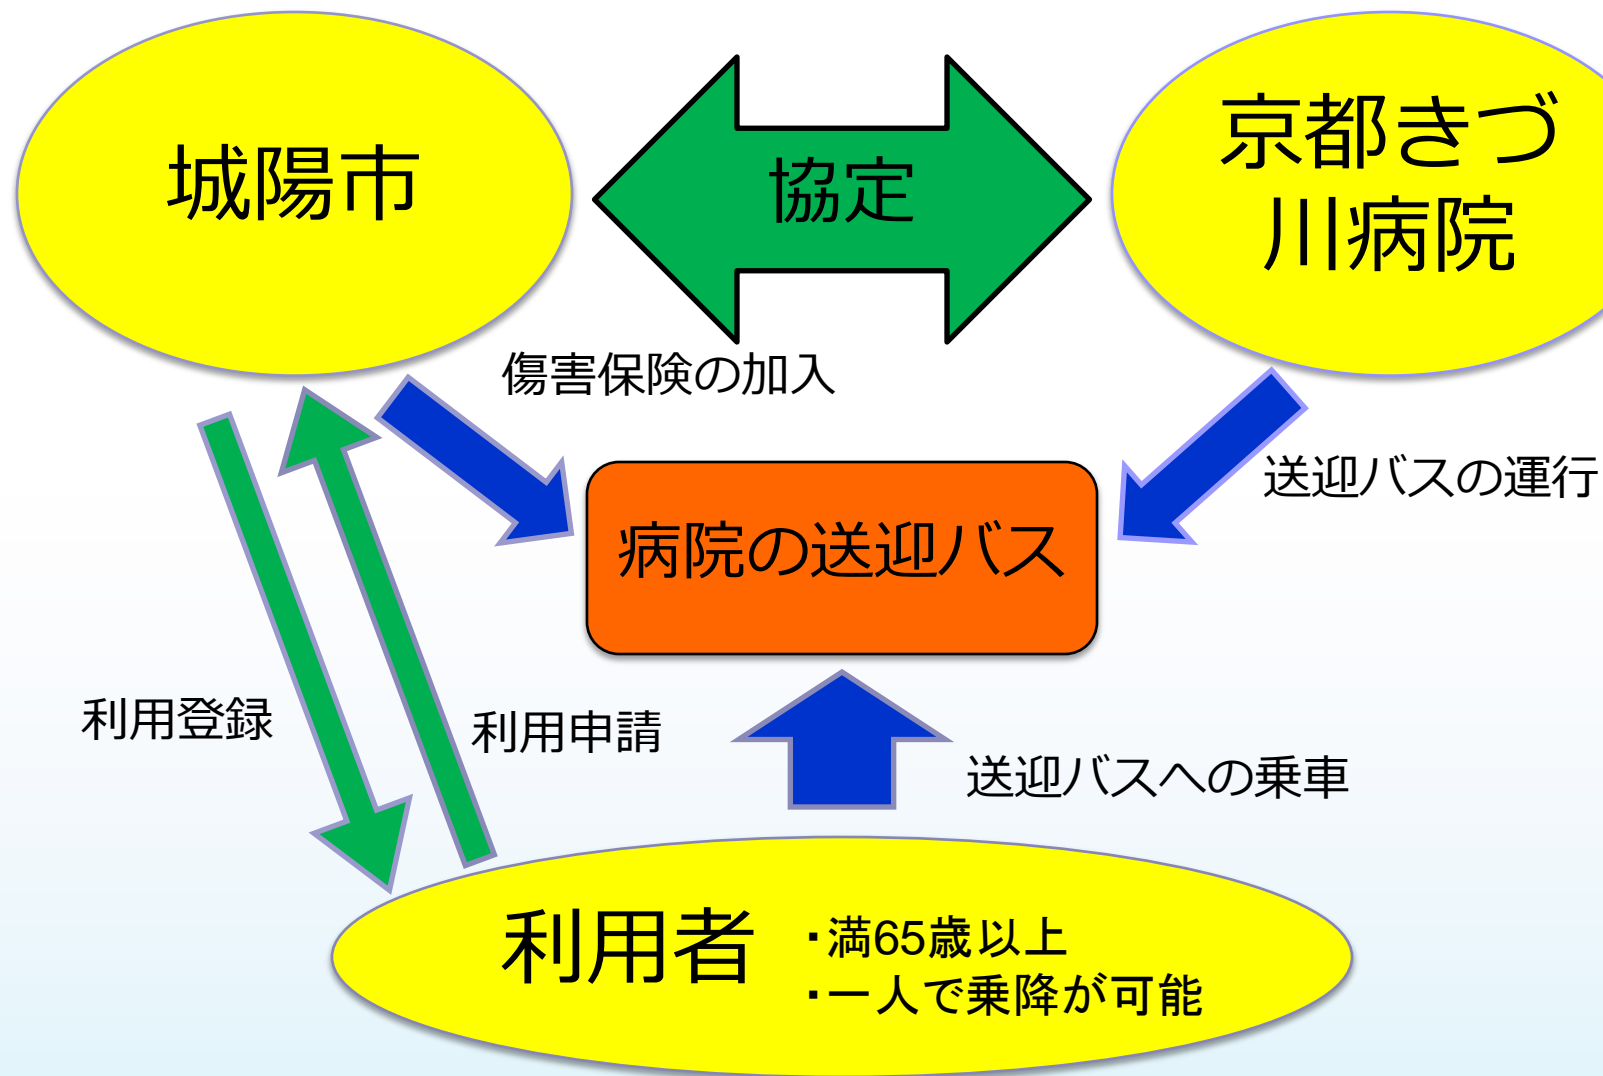 城陽市
協定
京都きづ
川病院
傷害保険の加入
送迎バスの運行
病院の送迎バス
利用登録
利用申請
送迎バスへの乗車
利用者
・満65歳以上
・一人で乗降が可能